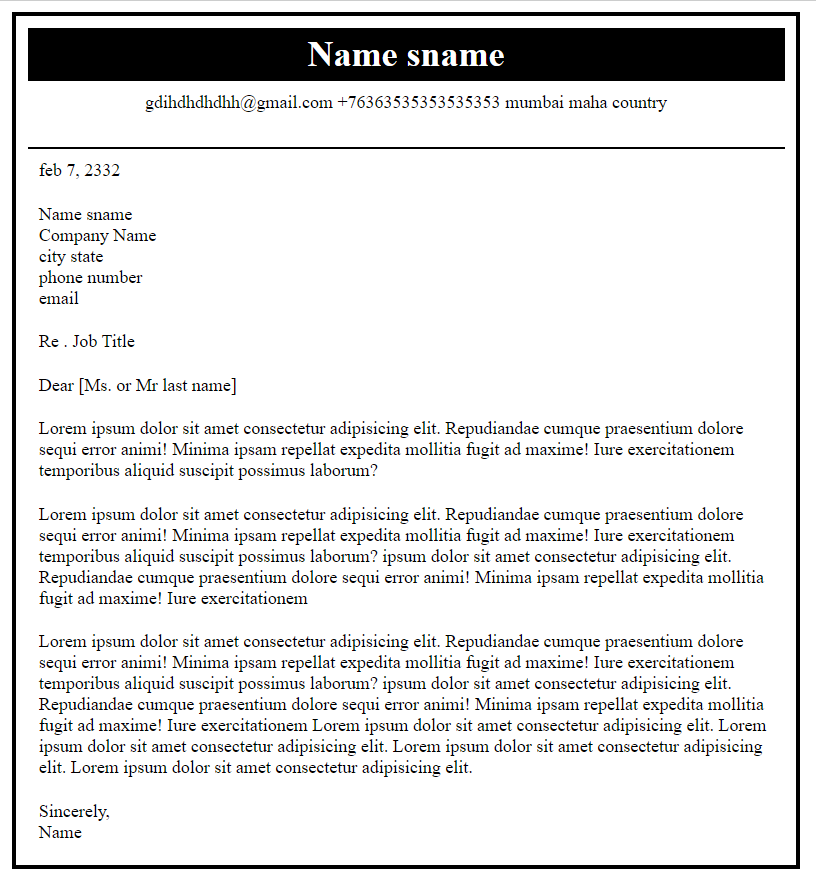 Name sname
gdihdhdhdhh@gmail.com +76363535353535353 mumbai maha country
feb 7, 2332
Name sname
Company Name
city state
phone number
email
Re . Job Title
Dear [Ms. or Mr last name]
Lorem ipsum dolor sit amet consectetur adipisicing elit. Repudiandae cumque praesentium dolore
sequi error animi! Minima ipsam repellat expedita mollitia fugit ad maxime! Iure exercitationem
temporibus aliquid suscipit possimus laborum?
Lorem ipsum dolor sit amet consectetur adipisicing elit. Repudiandae cumque praesentium dolore
sequi error animi! Minima ipsam repellat expedita mollitia fugit ad maxime! Iure exercitationem
temporibus aliquid suscipit possimus laborum? ipsum dolor sit amet consectetur adipisicing elit.
Repudiandae cumque praesentium dolore sequi error animi! Minima ipsam repellat expedita mollitia
fugit ad maxime! Iure exercitationem
Lorem ipsum dolor sit amet consectetur adipisicing elit. Repudiandae cumque praesentium dolore
sequi error animi! Minima ipsam repellat expedita mollitia fugit ad maxime! Iure exercitationem
temporibus aliquid suscipit possimus laborum? ipsum dolor sit amet consectetur adipisicing elit.
Repudiandae cumque praesentium dolore sequi error animi! Minima ipsam repellat expedita mollitia
fugit ad maxime! Iure exercitationem Lorem ipsum dolor sit amet consectetur adipisicing elit. Lorem
ipsum dolor sit amet consectetur adipisicing elit. Lorem ipsum dolor sit amet consectetur adipisicing
elit. Lorem ipsum dolor sit amet consectetur adipisicing elit.
Sincerely,
Name